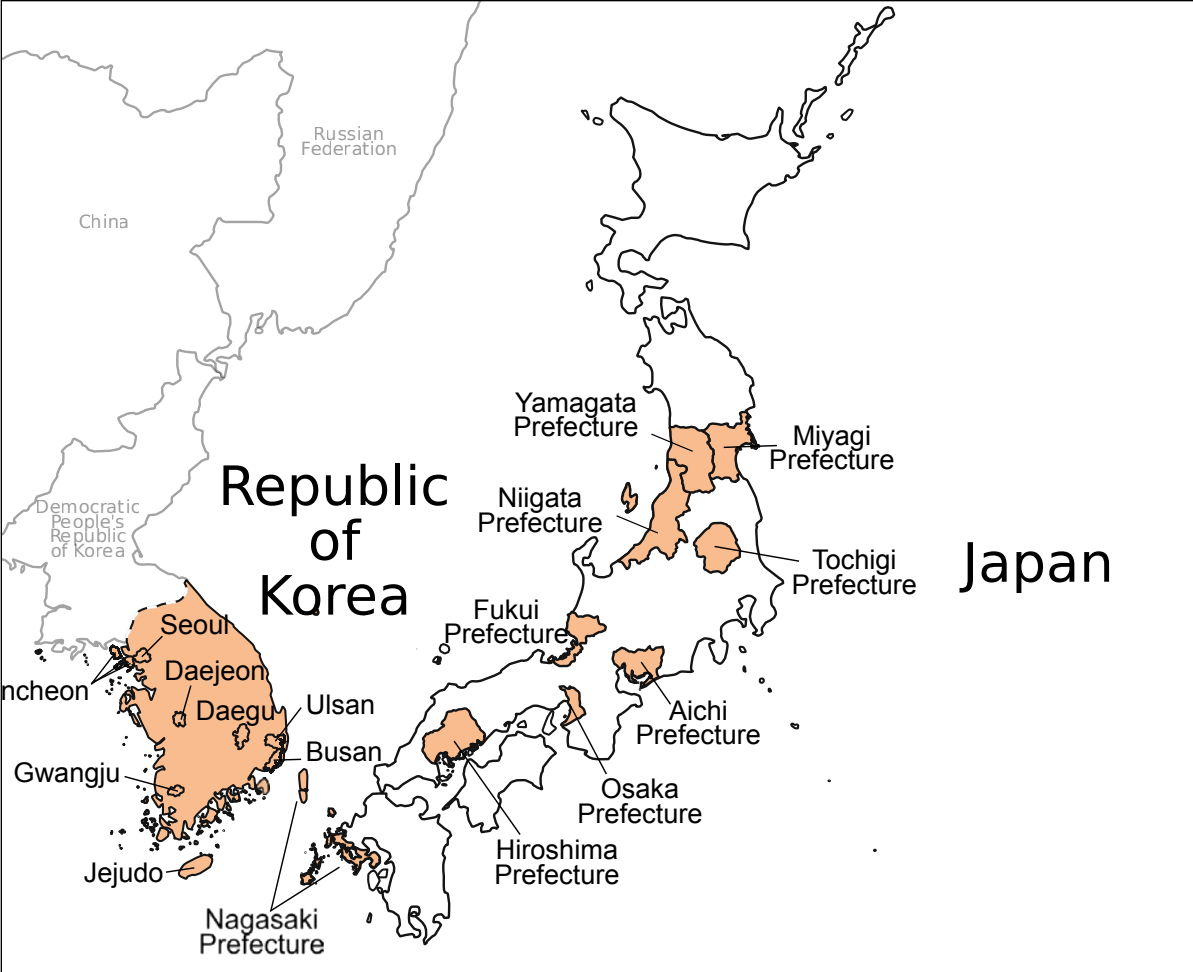 Russian
Federation
China
Yamagata
Prefecture
Miyagi
Prefecture
Republic
of
Korea
Niigata
Prefecture
Democratic
People's
Republic
of Korea
Japan
Tochigi
Prefecture
Fukui
Prefecture
Seoul
Daejeon
ncheon
Daegu
Ulsan
Aichi
Prefecture
Busan
Gwangju
Osaka
Prefecture
Hiroshima
Prefecture
Jejudo
Nagasaki
Prefecture